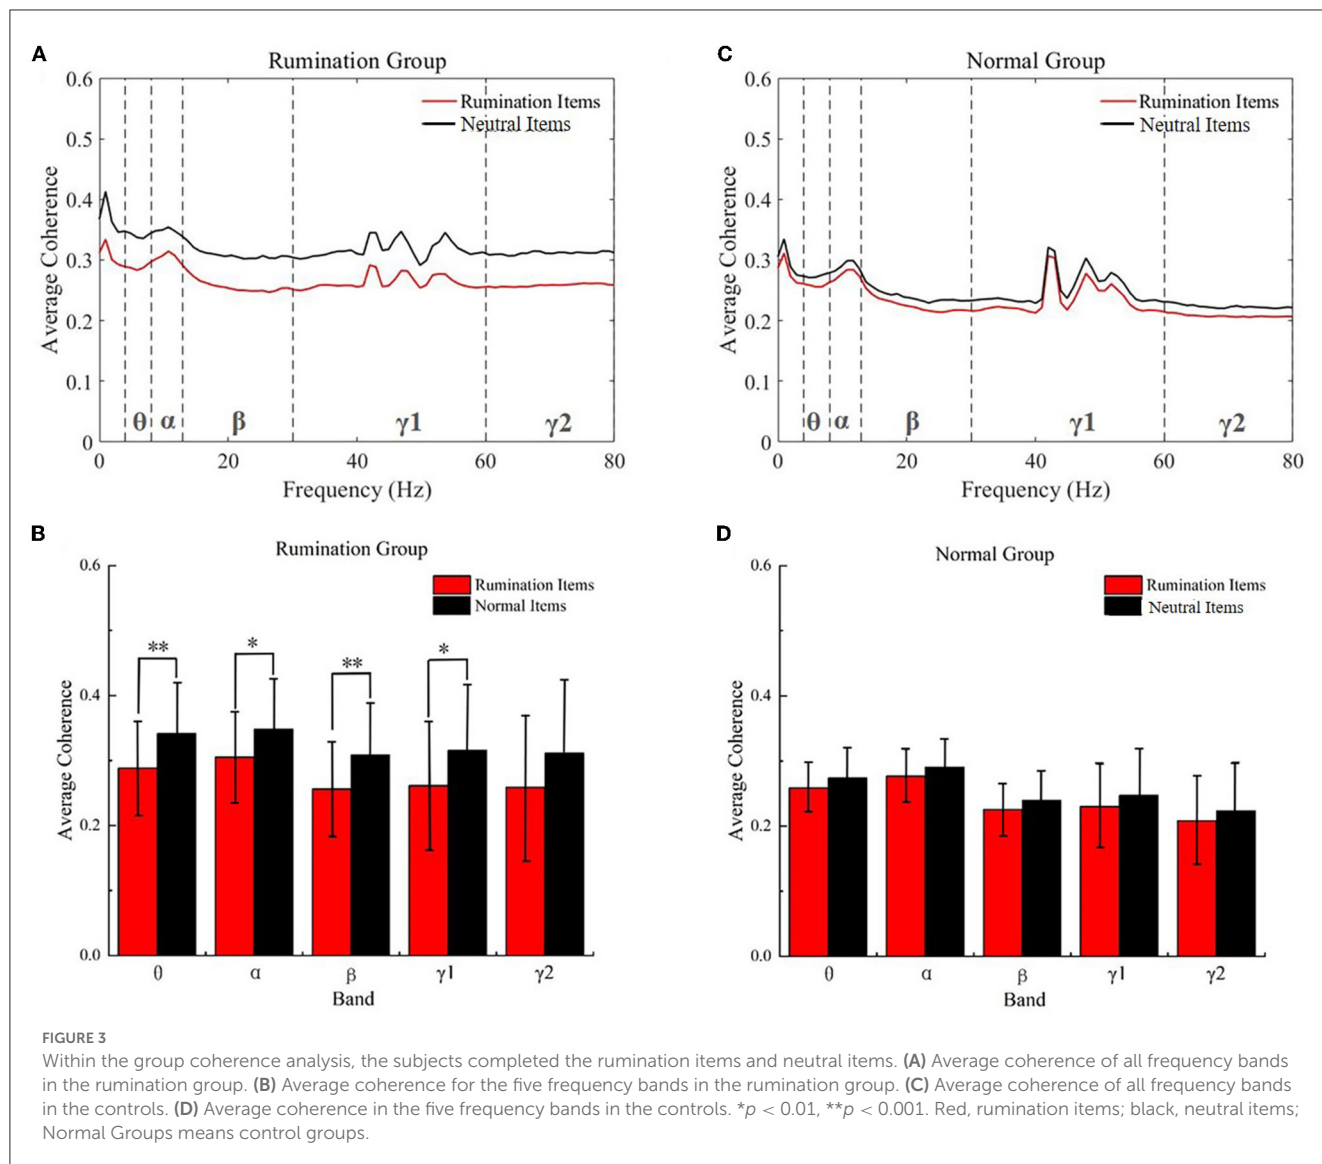 A
Rumination Group
0.6
0.5
0.4
0.3
0.2
0.1
0
Average Coherence
Rumination Items
Neutral Items
θ α β γ1 γ2
0 20 40 60 80
Frequency (Hz)
C
Normal Group
0.6
0.5
0.4
0.3
0.2
0.1
0
Average Coherence
Rumination Items
Neutral Items
θ α β γ1 γ2
0 20 40 60 80
Frequency (Hz)
B
Rumination Group
0.6
0.4
0.2
0.0
Average Coherence
Rumination Items
Normal Items
** * ** *
θ α β γ1 γ2
Band
D
Normal Group
0.6
0.4
0.2
0.0
Average Coherence
Rumination Items
Neutral Items
θ α β γ1 γ2
Band
FIGURE 3
Within the group coherence analysis, the subjects completed the rumination items and neutral items. (A) Average coherence of all frequency bands
in the rumination group. (B) Average coherence for the five frequency bands in the rumination group. (C) Average coherence of all frequency bands
in the controls. (D) Average coherence in the five frequency bands in the controls. *p < 0.01, **p < 0.001. Red, rumination items; black, neutral items;
Normal Groups means control groups.